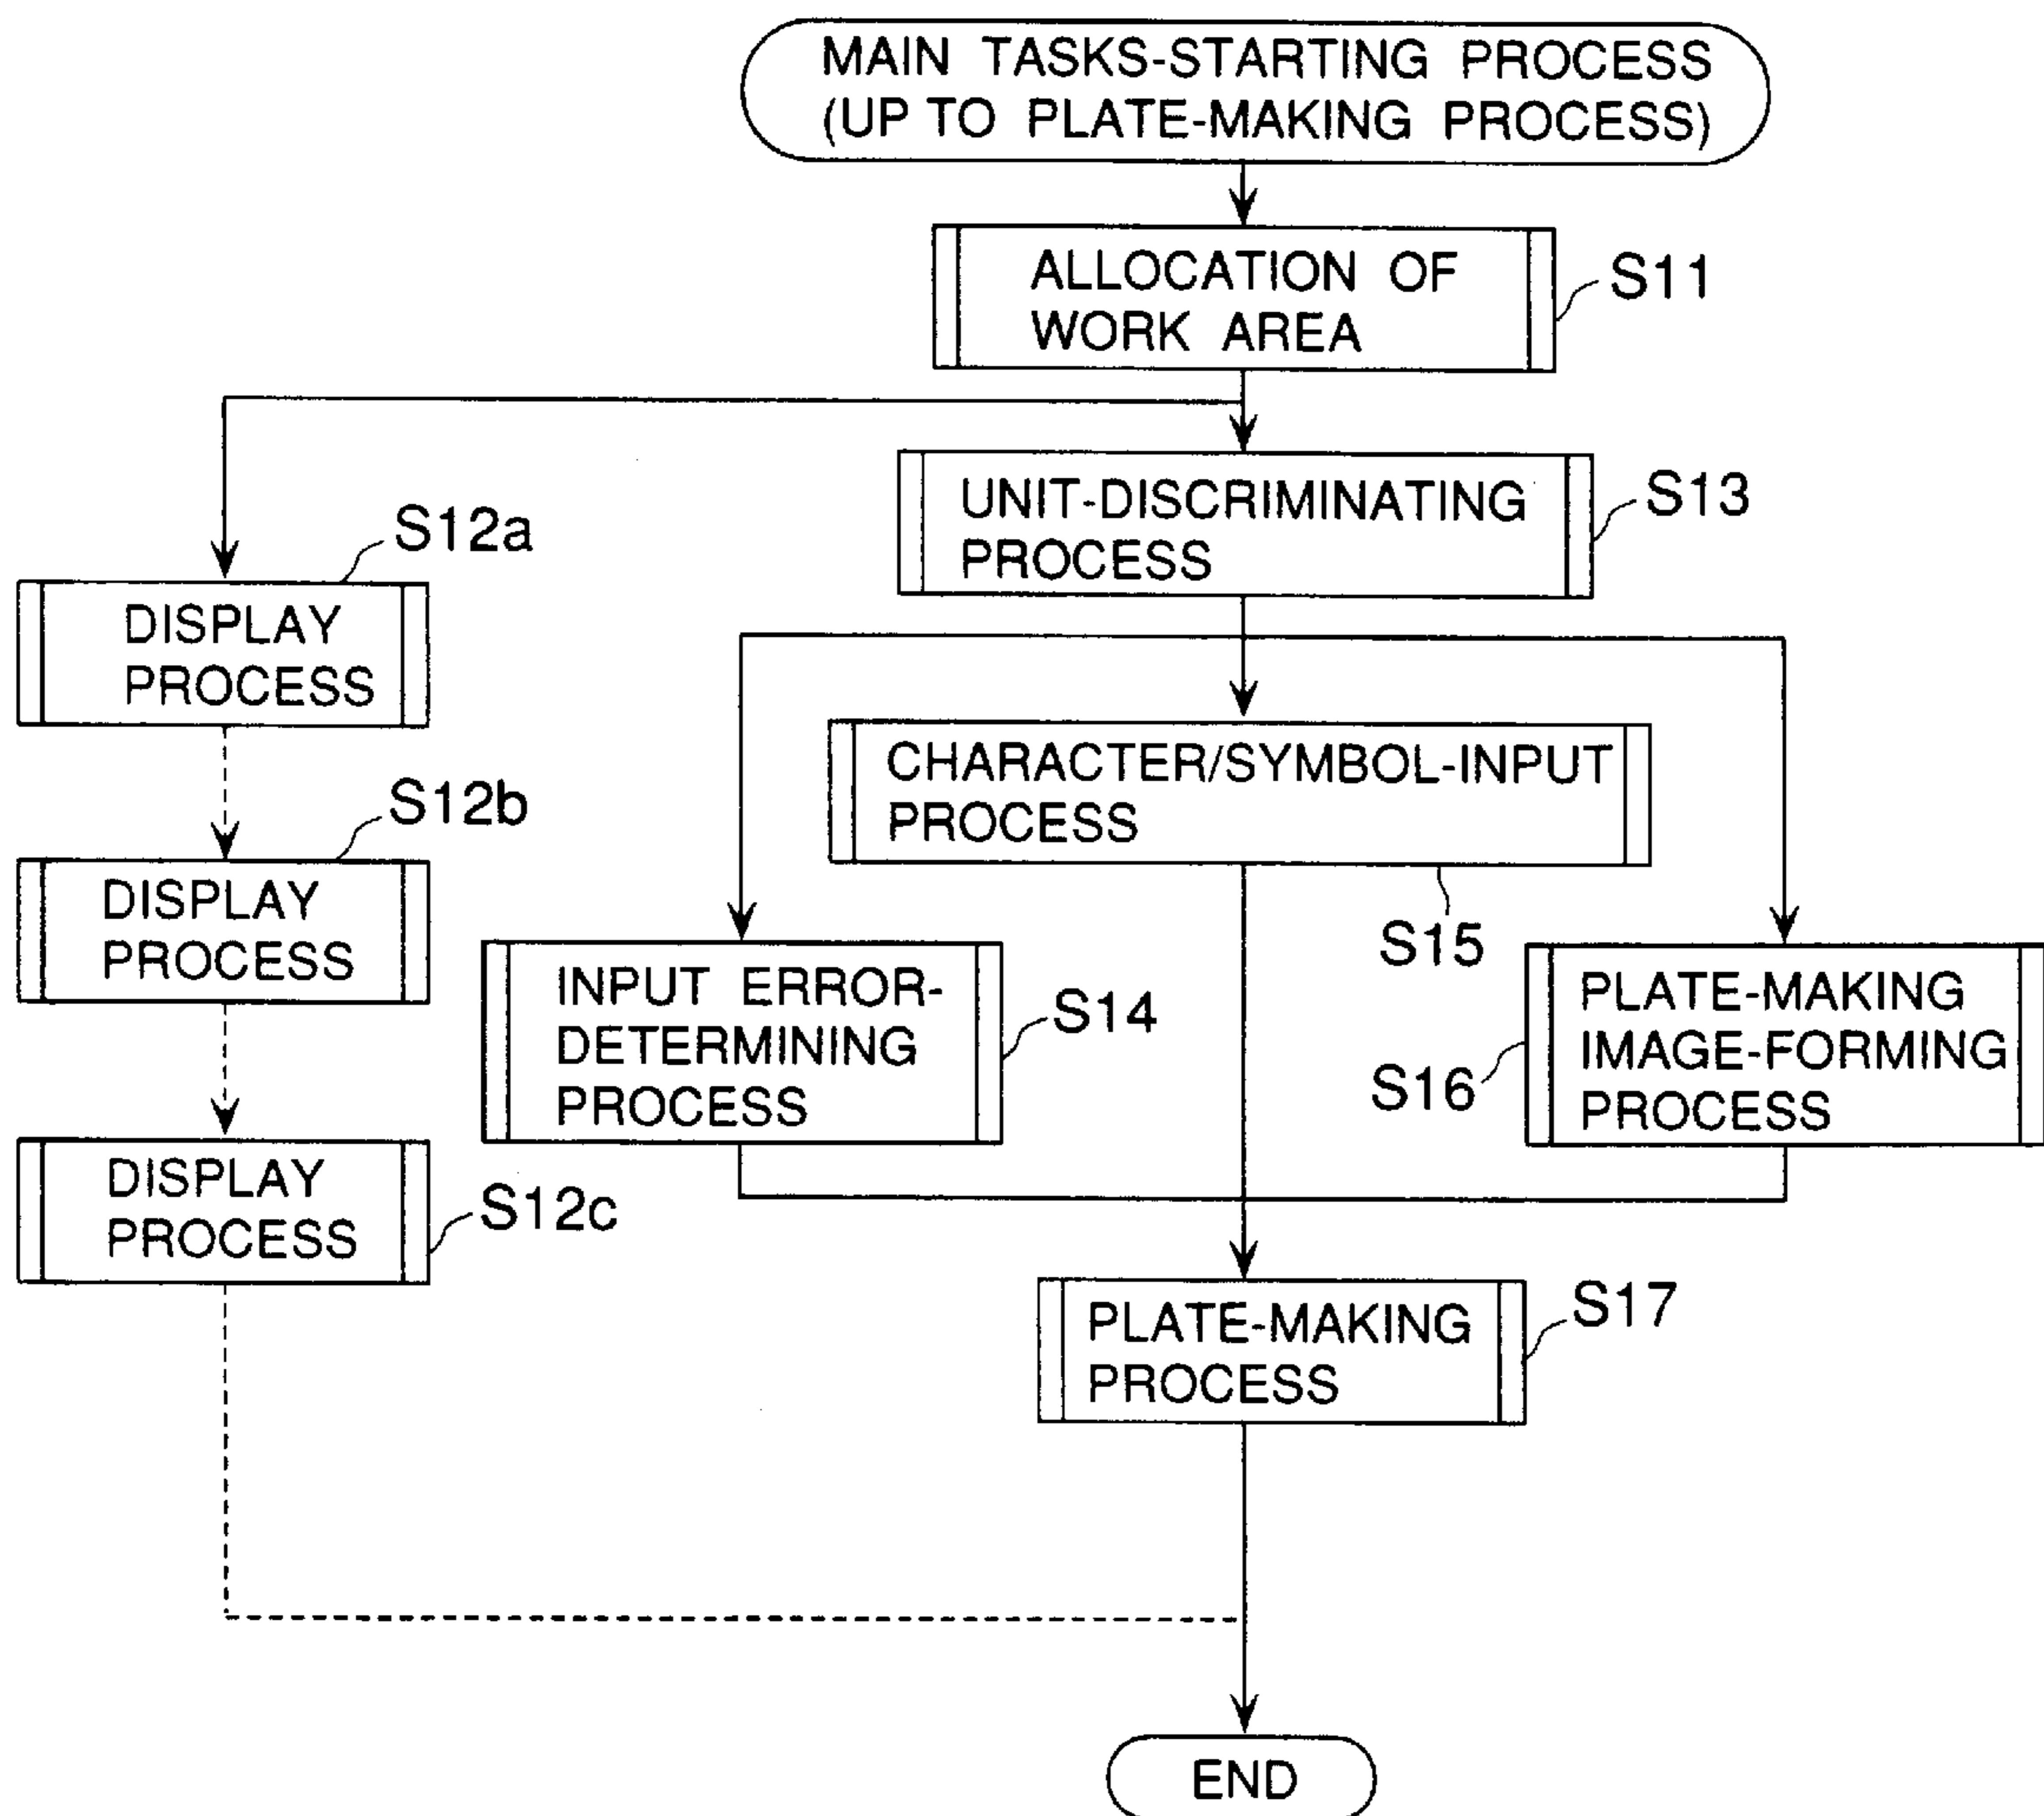 MAIN TASKS-STARTING PROCESS
(UP TO PLATE-MAKING PROCESS)
ALLOCATION OF
WORK AREA
S11
UNIT-DISCRIMINATING
PROCESS
S13
S12a
DISPLAY
PROCESS
CHARACTER/SYMBOL-INPUT
PROCESS
S15
S12b
DISPLAY
PROCESS
INPUT ERROR-
DETERMINING
PROCESS
S14
PLATE-MAKING
IMAGE-FORMING
PROCESS
S16
DISPLAY
PROCESS
S12c
PLATE-MAKING
PROCESS
S17
END